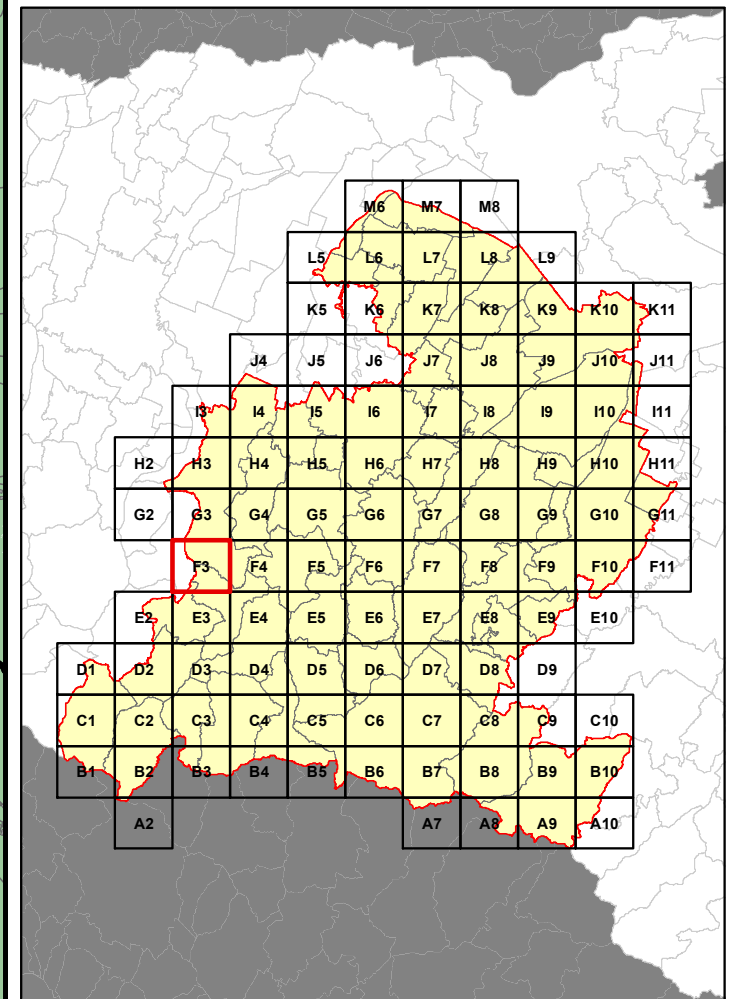 M6 M7 M8
L5 L6 L7 L8 L9
K5 K6 K7 K8 K9 K10 K11
J4 J5 J6 J7 J8 J9 J10 J11
I3 I4 I5 I6 I7 I8 I9 I10 I11
H2 H3 H4 H5 H6 H7 H8 H9 H10 H11
G2 G3 G4 G5 G6 G7 G8 G9 G10 G11
F3 F4 F5 F6 F7 F8 F9 F10 F11
E2 E3 E4 E5 E6 E7 E8 E9 E10
D1 D2 D3 D4 D5 D6 D7 D8 D9
C1 C2 C3 C4 C5 C6 C7 C8 C9 C10
B1 B2 B3 B4 B5 B6 B7 B8 B9 B10
A2 A7 A8 A9 A10